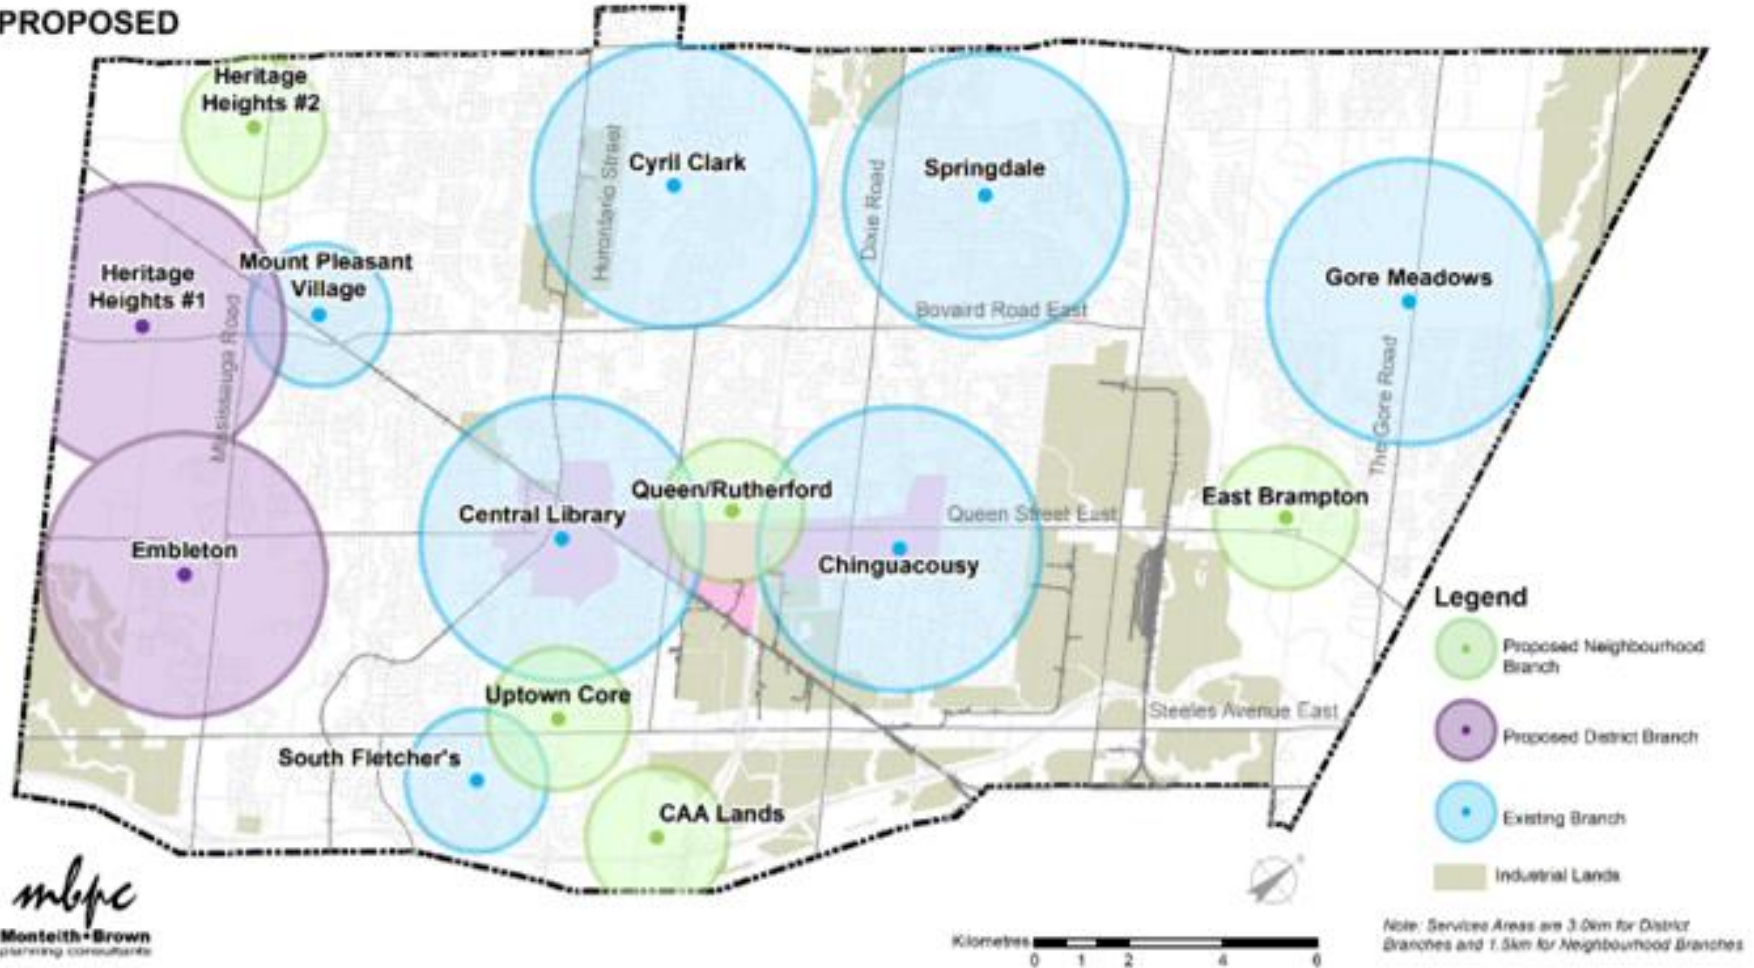 PROPOSED
Heritage
Heights #2
Cyril Clark
Springdale
Hurontario Street
Dixie Road
Heritage
Heights #1
Mount Pleasant
Village
Gore Meadows
Bovaird Road East
Mississauga Road
The Gore Road
Queen/Rutherford
Central Library
East Brampton
Queen Street East
Embleton
Chinguacousy
Legend
Proposed Neighbourhood
Branch
Uptown Core
Steeles Avenue East
Proposed District Branch
South Fletcher's
CAA Lands
Existing Branch
Industrial Lands
mbpc
Monteith•Brown
planning consultants
Note: Services Areas are 3.0km for District
Branches and 1.5km for Neighbourhood Branches
Kilometres
0 1 2 4 6